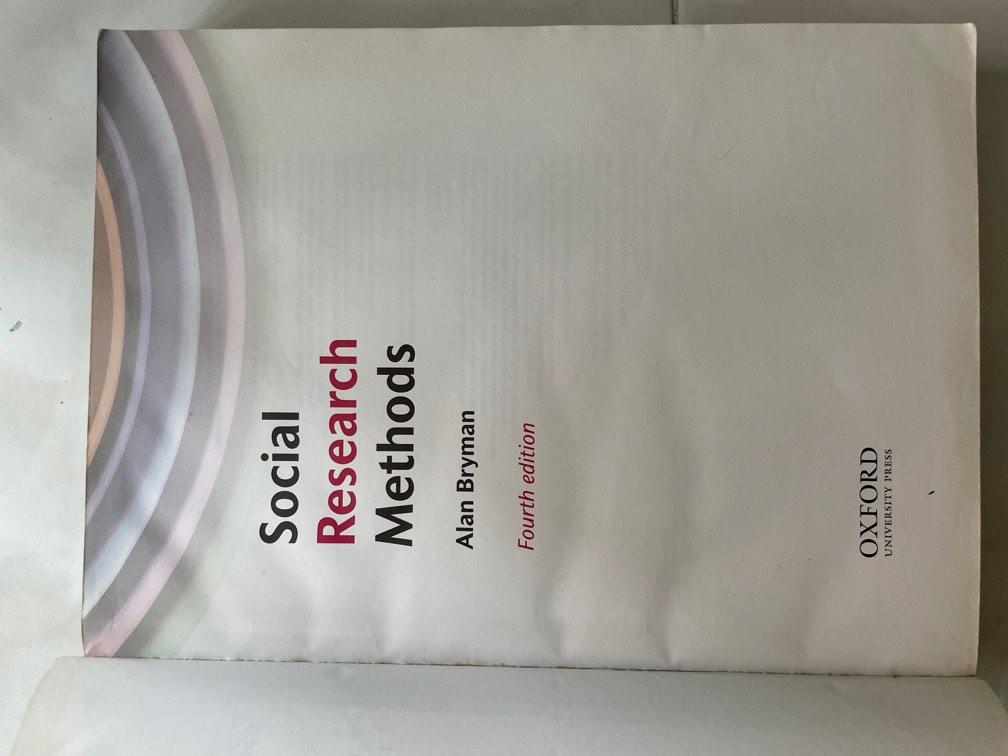 Social
Research
Methods
Alan Bryman
Fourth edition
OXFORD
UNIVERSITY PRESS